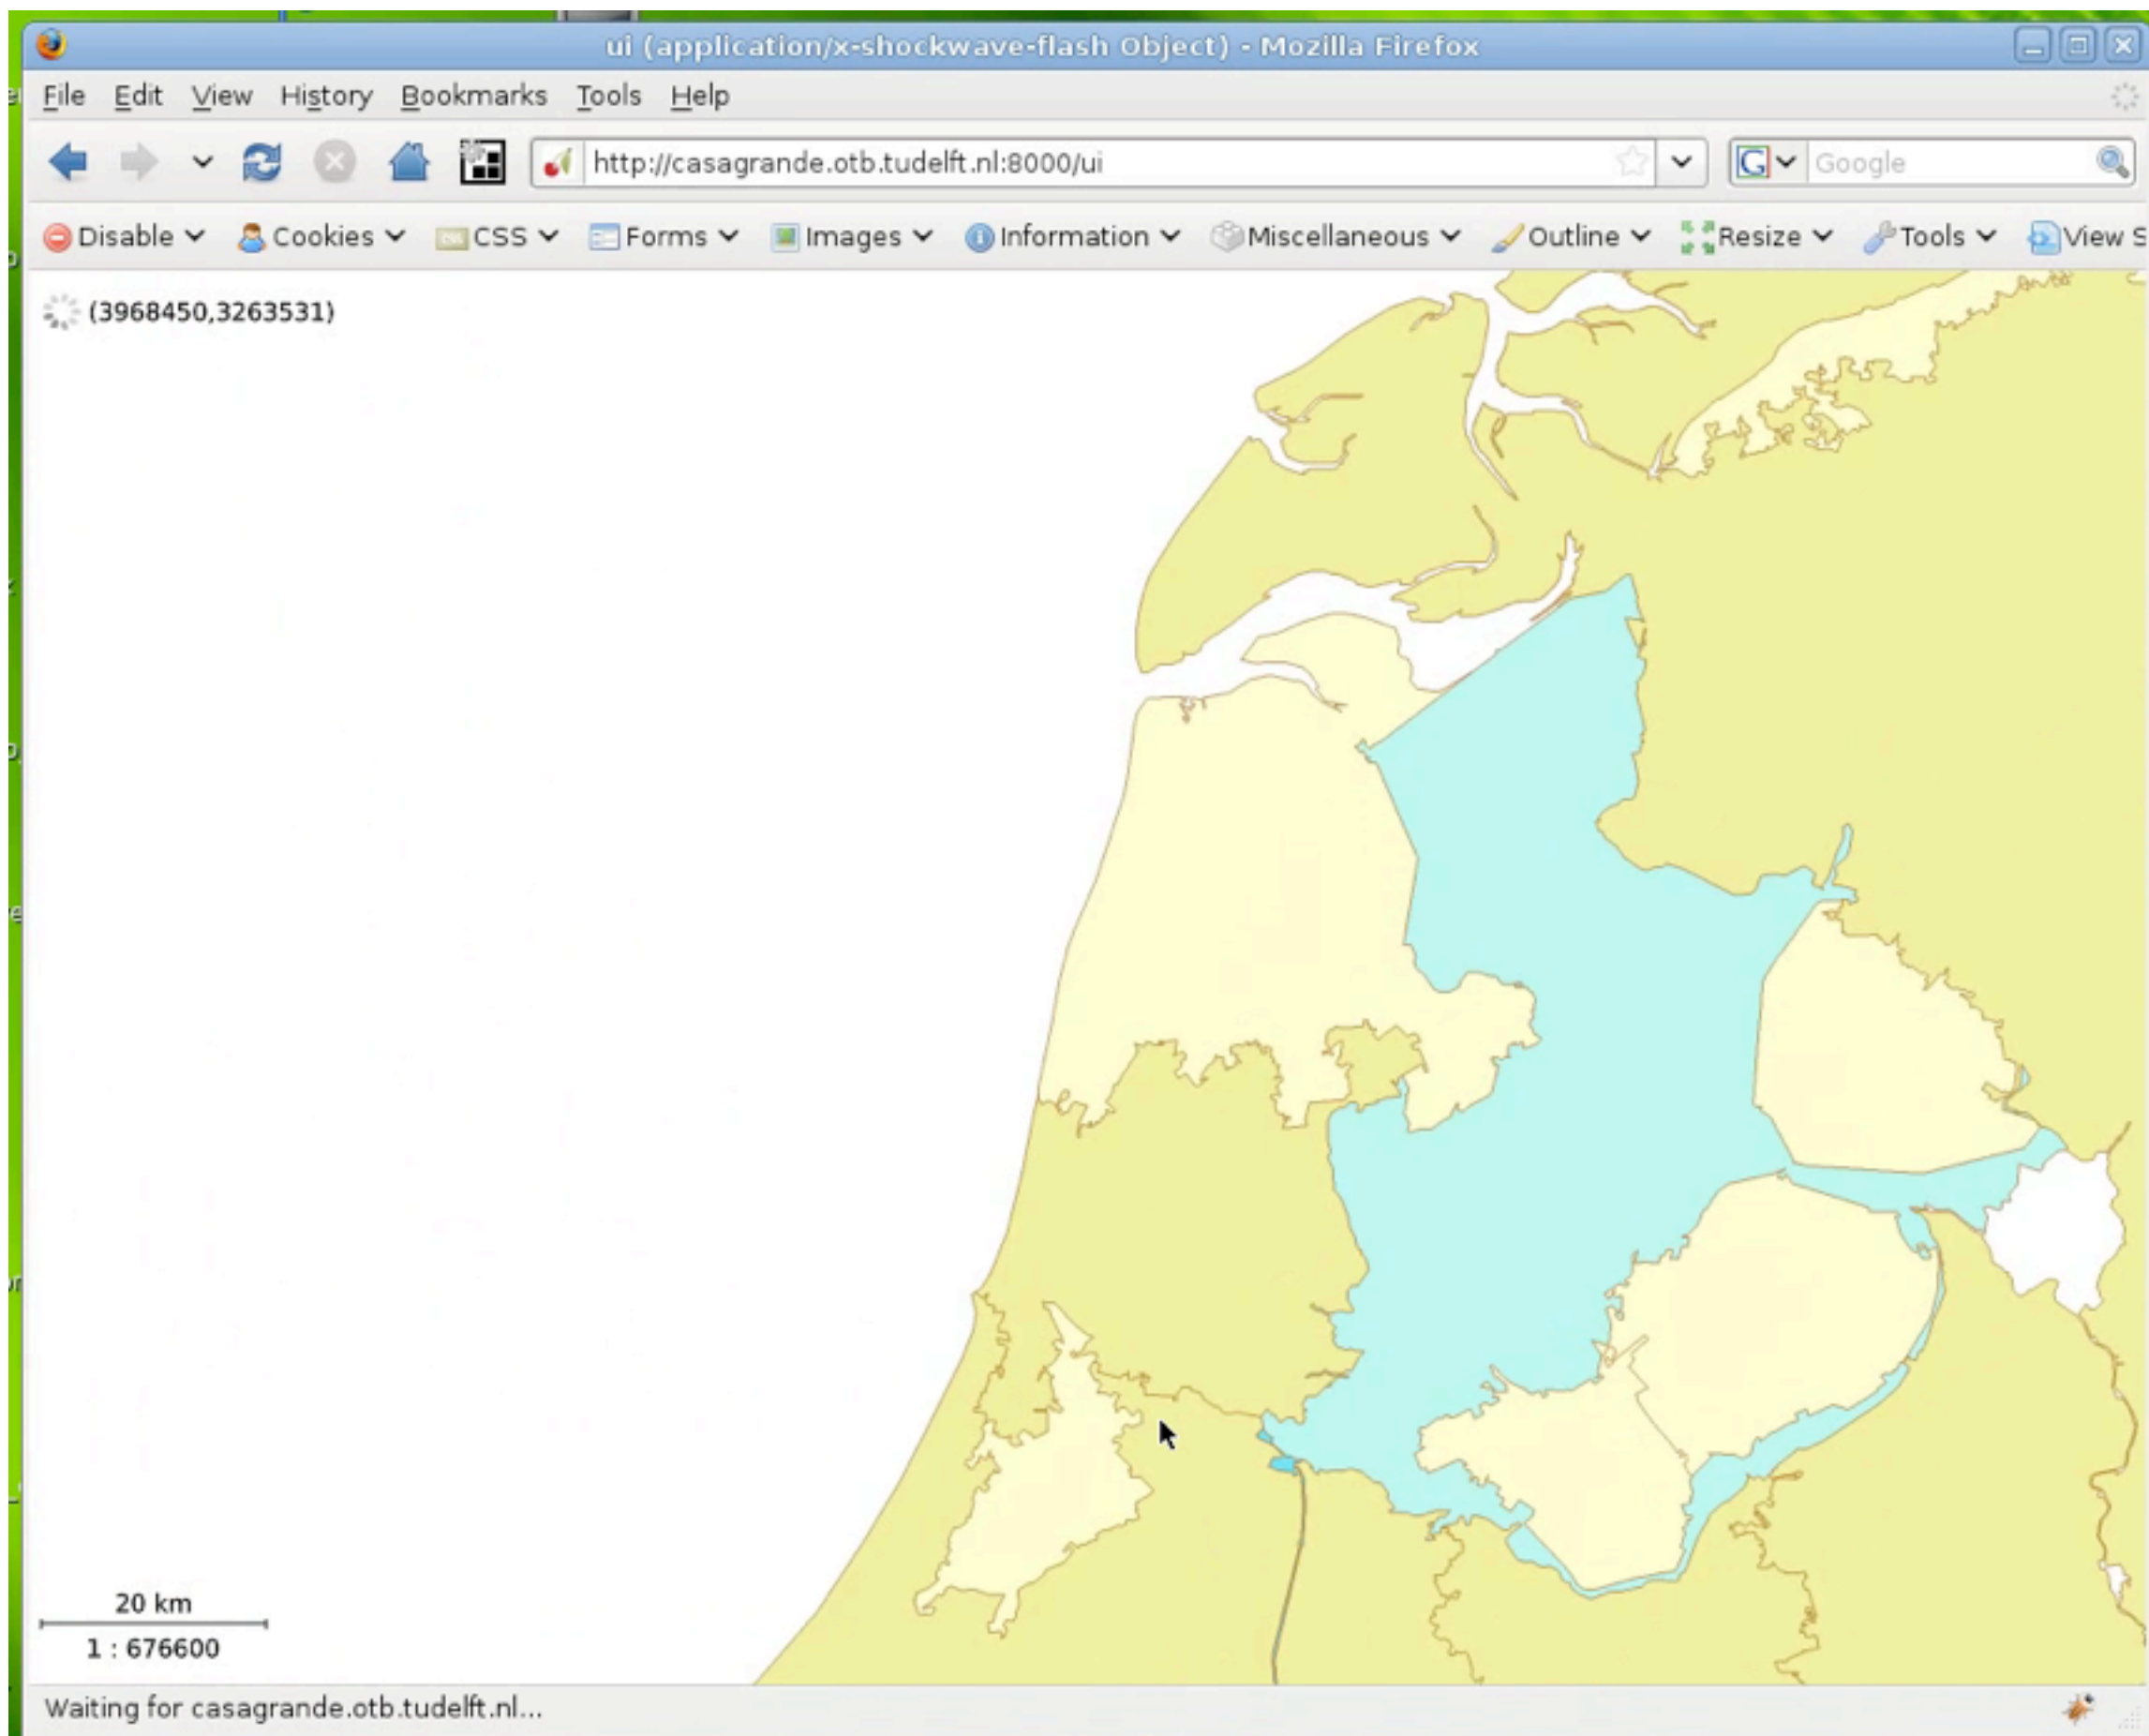 ui (application/x-shockwave-flash Object) - Mozilla Firefox
File Edit View History Bookmarks Tools Help
http://casagrande.otb.tudelft.nl:8000/ui
Google
Disable Cookies CSS Forms Images Information Miscellaneous Outline Resize Tools View S
(3968450,3263531)
20 km
1 : 676600
Waiting for casagrande.otb.tudelft.nl...